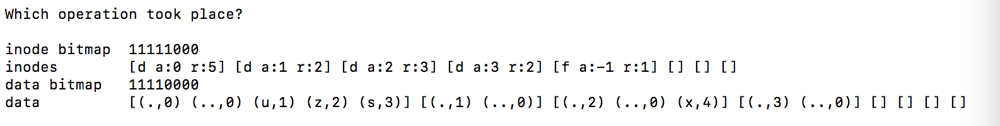 Which operation took place?
inode bitmap  11111000
inodes        [d a:0 r:5] [d a:1 r:2] [d a:2 r:3] [d a:3 r:2] [f a:-1 r:1] [] [] []
data bitmap   11110000
data          [(.,0) (..,0) (u,1) (z,2) (s,3)] [(.,1) (..,0)] [(.,2) (..,0) (x,4)] [(.,3) (..,0)] [] [] [] []